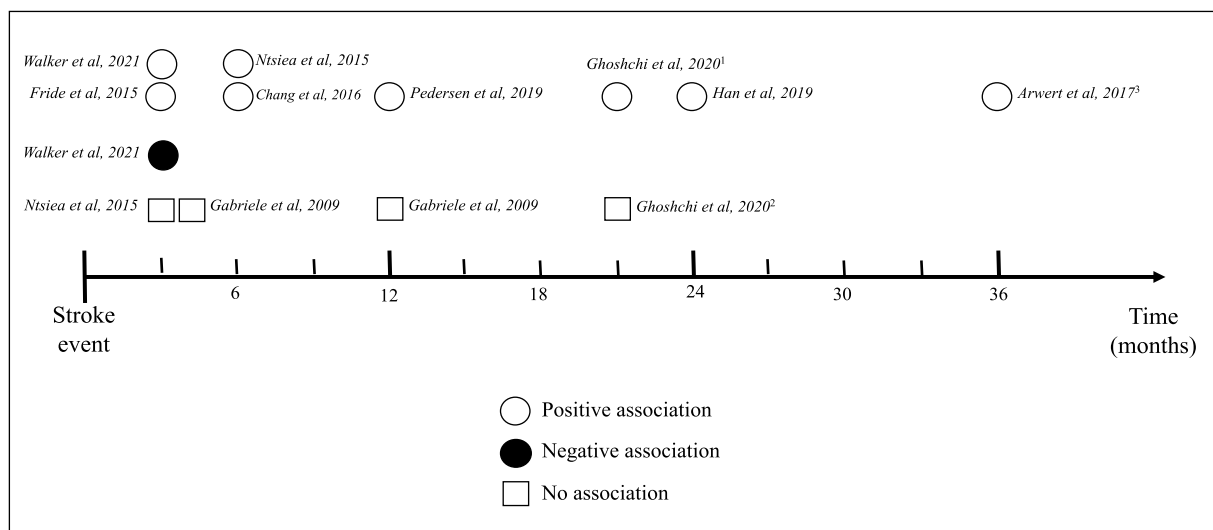 Walker et al, 2021 Ntsiea et al, 2015 Ghoshchi et al, 2020¹
Fride et al, 2015 Chang et al, 2016 Pedersen et al, 2019 Han et al, 2019 Arwert et al, 2017³
Walker et al, 2021
Ntsiea et al, 2015 Gabriele et al, 2009 Gabriele et al, 2009 Ghoshchi et al, 2020²
6 12 18 24 30 36
Stroke
event
Time
(months)
Positive association
Negative association
No association